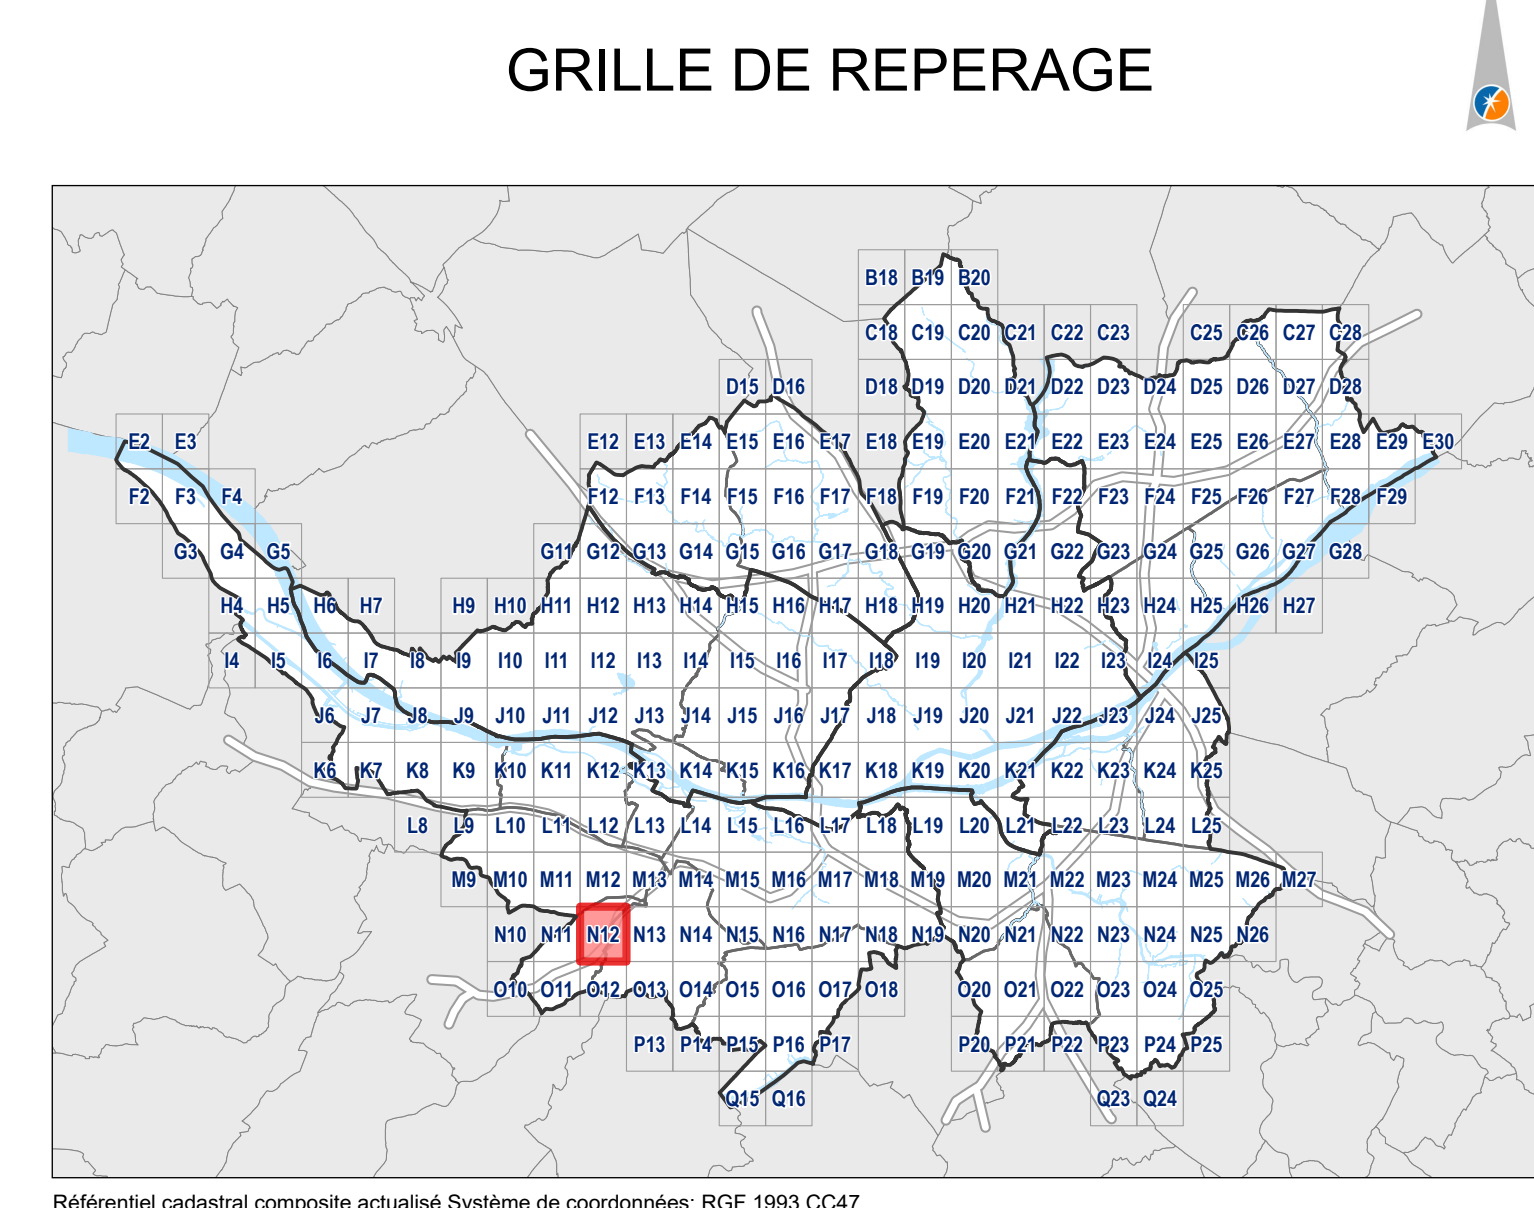 GRILLE DE REPERAGE
B18 B19 B20
C18 C19 C20 C21 C22 C23 C25 C26 C27 C28
D15 D16 D18 D19 D20 D21 D22 D23 D24 D25 D26 D27 D28
E2 E3 E12 E13 E14 E15 E16 E17 E18 E19 E20 E21 E22 E23 E24 E25 E26 E27 E28 E29 E30
F2 F3 F4 F12 F13 F14 F15 F16 F17 F18 F19 F20 F21 F22 F23 F24 F25 F26 F27 F28 F29
G3 G4 G5 G11 G12 G13 G14 G15 G16 G17 G18 G19 G20 G21 G22 G23 G24 G25 G26 G27 G28
H4 H5 H6 H7 H9 H10 H11 H12 H13 H14 H15 H16 H17 H18 H19 H20 H21 H22 H23 H24 H25 H26 H27
I4 I5 I6 I7 I8 I9 I10 I11 I12 I13 I14 I15 I16 I17 I18 I19 I20 I21 I22 I23 I24 I25
J6 J7 J8 J9 J10 J11 J12 J13 J14 J15 J16 J17 J18 J19 J20 J21 J22 J23 J24 J25
K6 K7 K8 K9 K10 K11 K12 K13 K14 K15 K16 K17 K18 K19 K20 K21 K22 K23 K24 K25
L8 L9 L10 L11 L12 L13 L14 L15 L16 L17 L18 L19 L20 L21 L22 L23 L24 L25
M9 M10 M11 M12 M13 M14 M15 M16 M17 M18 M19 M20 M21 M22 M23 M24 M25 M26 M27
N10 N11 N12 N13 N14 N15 N16 N17 N18 N19 N20 N21 N22 N23 N24 N25 N26
O10 O11 O12 O13 O14 O15 O16 O17 O18 O20 O21 O22 O23 O24 O25
P13 P14 P15 P16 P17 P20 P21 P22 P23 P24 P25
Q15 Q16 Q23 Q24
Référentiel cadastral composite actualisé Système de coordonnées: RGF 1993 CC47